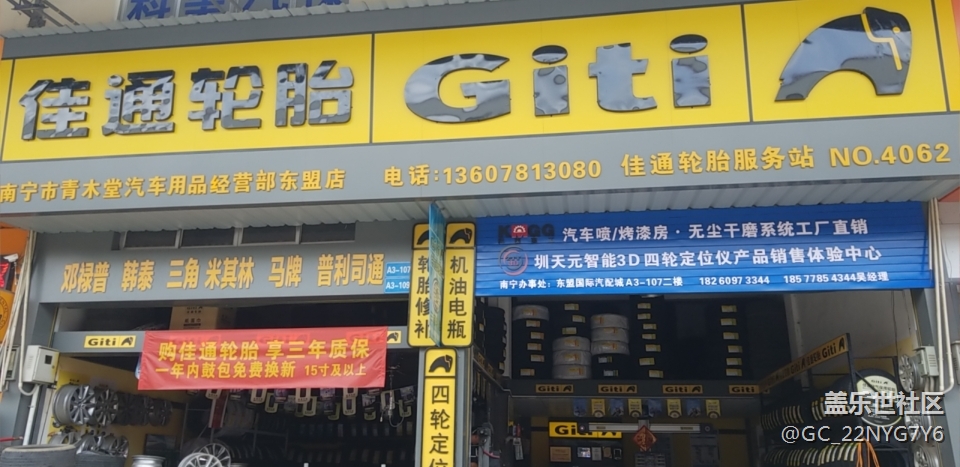 佳通轮胎 Giti
南宁市青木堂汽车用品经营部东盟店 电话:13607813080 佳通轮胎服务站 NO.4062
邓禄普 韩泰 三角 米其林 马牌 普利司通
A3-107
A3-109
轮胎修补
机油电瓶
四轮定位
汽车喷/烤漆房·无尘干磨系统工厂直销
圳天元智能3D四轮定位仪产品销售体验中心
南宁办事处:东盟国际汽配城A3-107二楼 18260973344 18577854344吴经理
Giti
购佳通轮胎 享三年质保
一年内鼓包免费换新 15寸及以上
Giti
Giti
Giti
Giti
Giti
盖乐世社区
@GC_22NYG7Y6